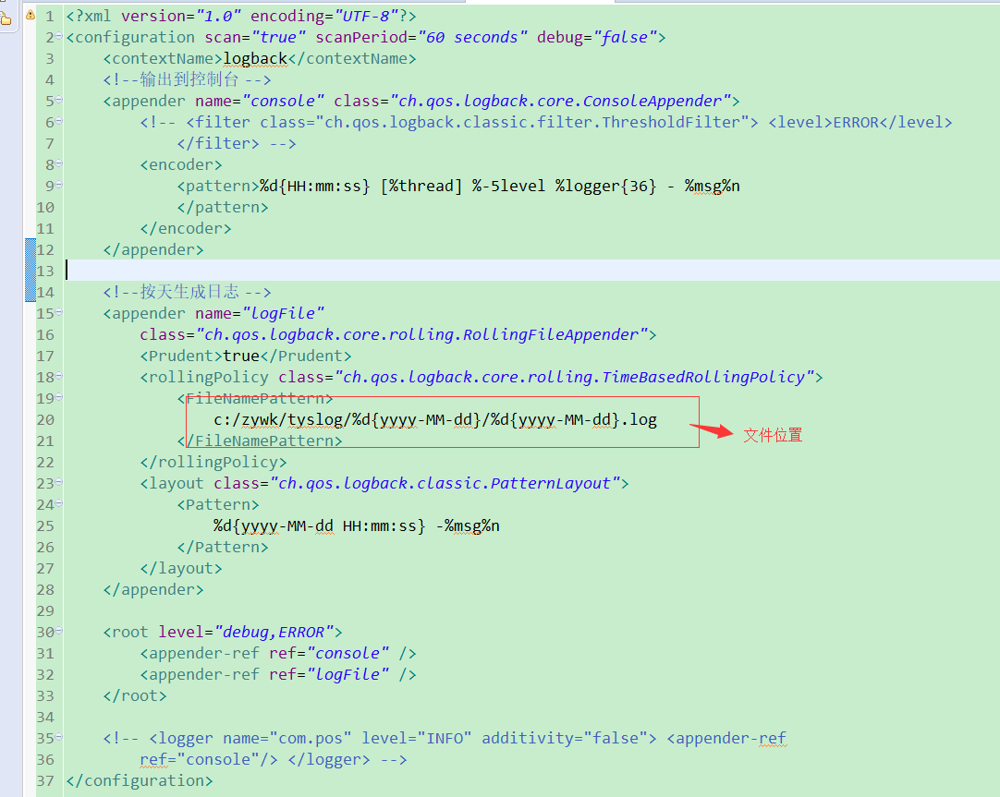 1 <?xml version="1.0" encoding="UTF-8"?>
2 <configuration scan="true" scanPeriod="60 seconds" debug="false">
3 <contextName>logback</contextName>
4 <!--输出到控制台 -->
5 <appender name="console" class="ch.qos.logback.core.ConsoleAppender">
6 <!-- <filter class="ch.qos.logback.classic.filter.ThresholdFilter"> <level>ERROR</level>
7 </filter> -->
8 <encoder>
9 <pattern>%d{HH:mm:ss} [%thread] %-5level %logger{36} - %msg%n
10 </pattern>
11 </encoder>
12 </appender>
13
14 <!--按天生成日志 -->
15 <appender name="logFile"
16 class="ch.qos.logback.core.rolling.RollingFileAppender">
17 <Prudent>true</Prudent>
18 <rollingPolicy class="ch.qos.logback.core.rolling.TimeBasedRollingPolicy">
19 <FileNamePattern>
20 c:/zywk/tyslog/%d{yyyy-MM-dd}/%d{yyyy-MM-dd}.log
文件位置
21 </FileNamePattern>
22 </rollingPolicy>
23 <layout class="ch.qos.logback.classic.PatternLayout">
24 <Pattern>
25 %d{yyyy-MM-dd HH:mm:ss} -%msg%n
26 </Pattern>
27 </layout>
28 </appender>
29
30 <root level="debug,ERROR">
31 <appender-ref ref="console" />
32 <appender-ref ref="logFile" />
33 </root>
34
35 <!-- <logger name="com.pos" level="INFO" additivity="false"> <appender-ref
36 ref="console"/> </logger> -->
37 </configuration>